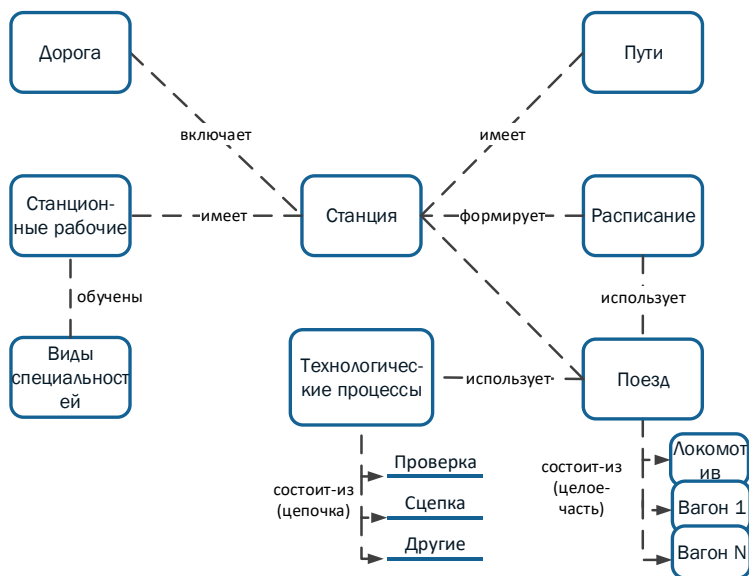 Дорога
Пути
включает
имеет
Станцион-
ные рабочие
имеет
Станция
формирует
Расписание
обучены
использует
Виды
специальност
ей
Технологичес-
кие процессы
использует
Поезд
состоит-из
(цепочка)
Проверка
Сцепка
Другие
состоит-из
(целое-
часть)
Локомот
ив
Вагон 1
Вагон N